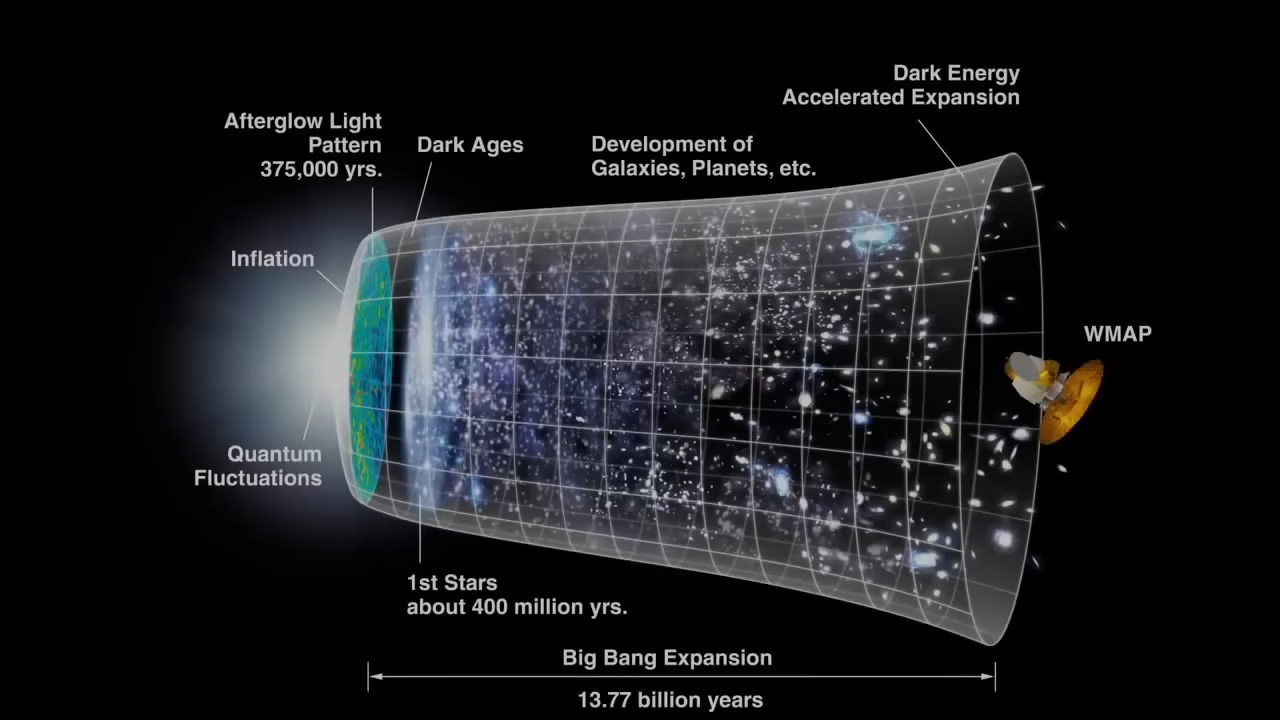 Dark Energy
Accelerated Expansion
Afterglow Light
Pattern
375,000 yrs.
Dark Ages
Development of
Galaxies, Planets, etc.
Inflation
WMAP
Quantum
Fluctuations
1st Stars
about 400 million yrs.
Big Bang Expansion
13.77 billion years